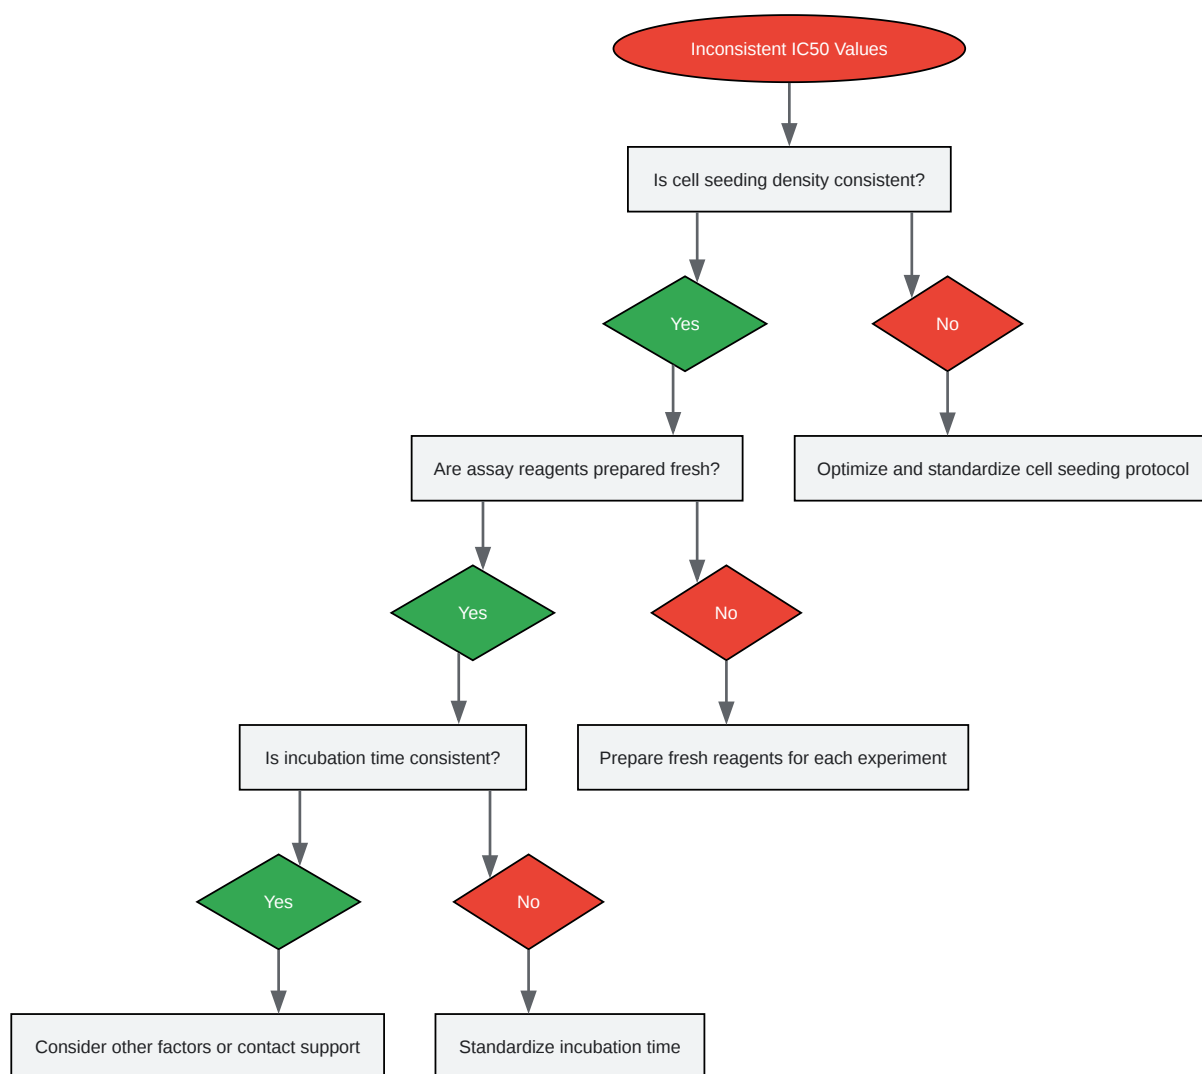 Inconsistent IC50 Values
Is cell seeding density consistent?
Yes
No
Are assay reagents prepared fresh?
Optimize and standardize cell seeding protocol
Yes
No
Is incubation time consistent?
Prepare fresh reagents for each experiment
Yes
No
Consider other factors or contact support
Standardize incubation time